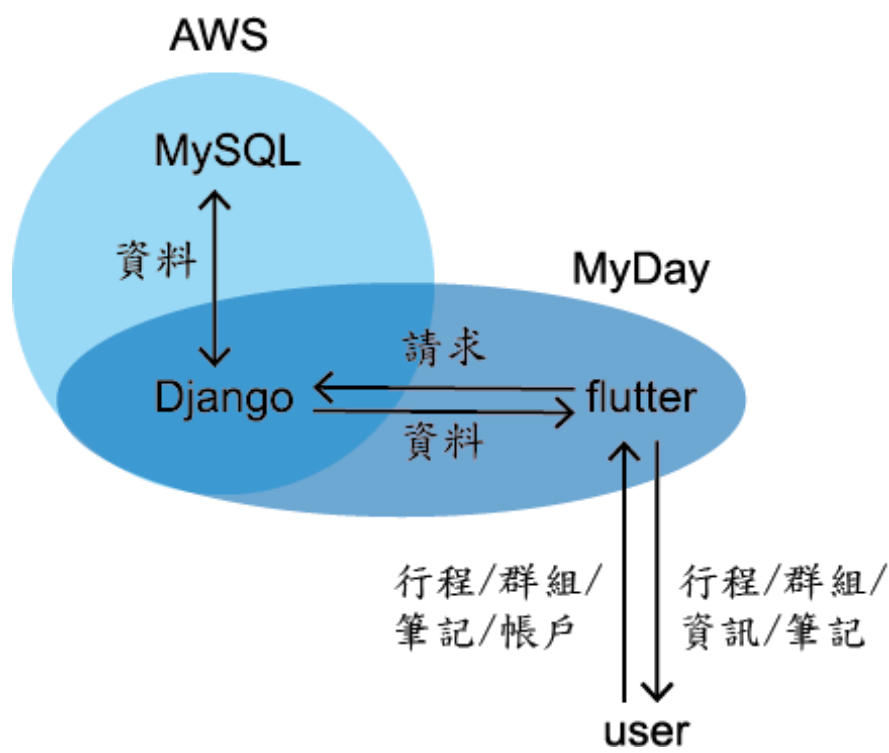 AWS
MySQL
資料
MyDay
請求
Django
flutter
資料
行程/群組/
筆記/帳戶
行程/群組/
資訊/筆記
user